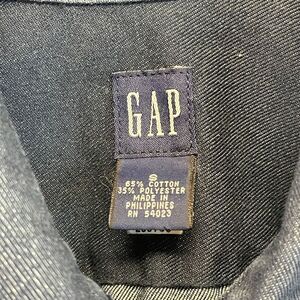 GAP
S
65% COTTON
35% POLYESTER
MADE IN
PHILIPPINES
RN 54023